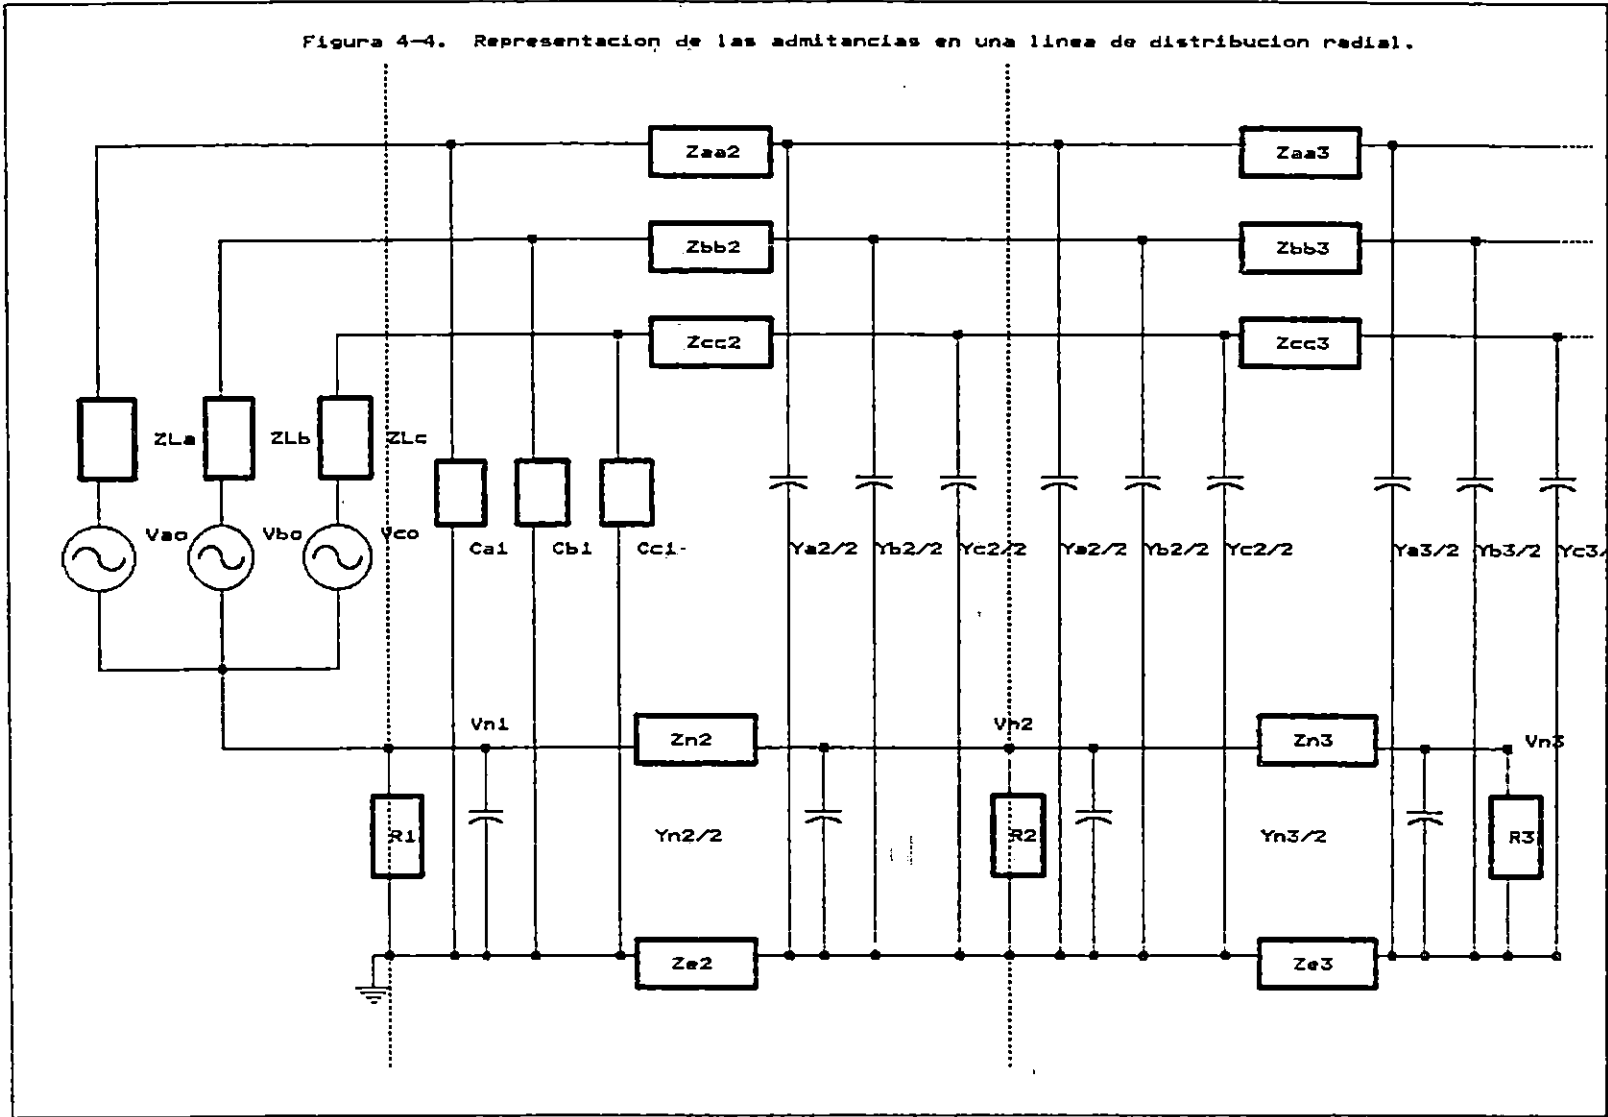 Figura 4-4. Representacion de las admitancias en una linea de distribucion radial.
Zaa2 Zaa3
Zbb2 Zbb3
Zcc2 Zcc3
ZLa ZLb ZLc
Vao Vbo Vco
Ca1 Cb1 Cc1 Ya2/2 Yb2/2 Yc2/2 Ya2/2 Yb2/2 Yc2/2 Ya3/2 Yb3/2 Yc3/
Vn1 Zn2 Vn2 Zn3 Vn3
R1 Yn2/2 R2 Yn3/2 R3
Ze2 Ze3